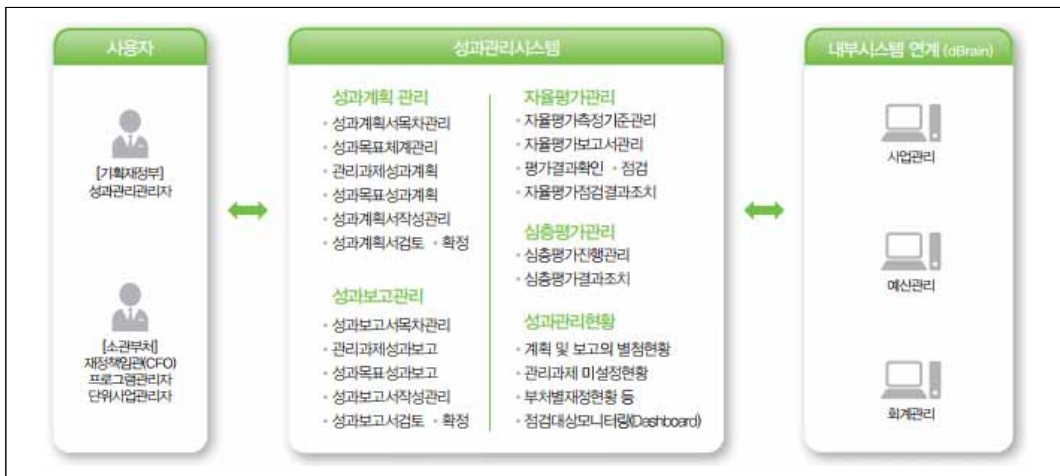 사용자
[기획재정부]
성과관리관리자
[소관부처]
재정책임관(CFO)
프로그램관리자
단위사업관리자
성과관리시스템
성과계획 관리
• 성과계획서목차관리
• 성과목표체계관리
• 관리과제성과계획
• 성과목표성과계획
• 성과계획서작성관리
• 성과계획서검토 • 확정
성과보고관리
• 성과보고서목차관리
• 관리과제성과보고
• 성과목표성과보고
• 성과보고서작성관리
• 성과보고서검토 • 확정
자율평가관리
• 자율평가측정기준관리
• 자율평가보고서관리
• 평가결과확인 • 점검
• 자율평가점검결과조치
심층평가관리
• 심층평가진행관리
• 심층평가결과조치
성과관리현황
• 계획 및 보고의 별첨현황
• 관리과제 미설정현황
• 부처별재정현황 등
• 점검대상모니터링(Dashboard)
내부시스템 연계 (dBrain)
사업관리
예산관리
회계관리